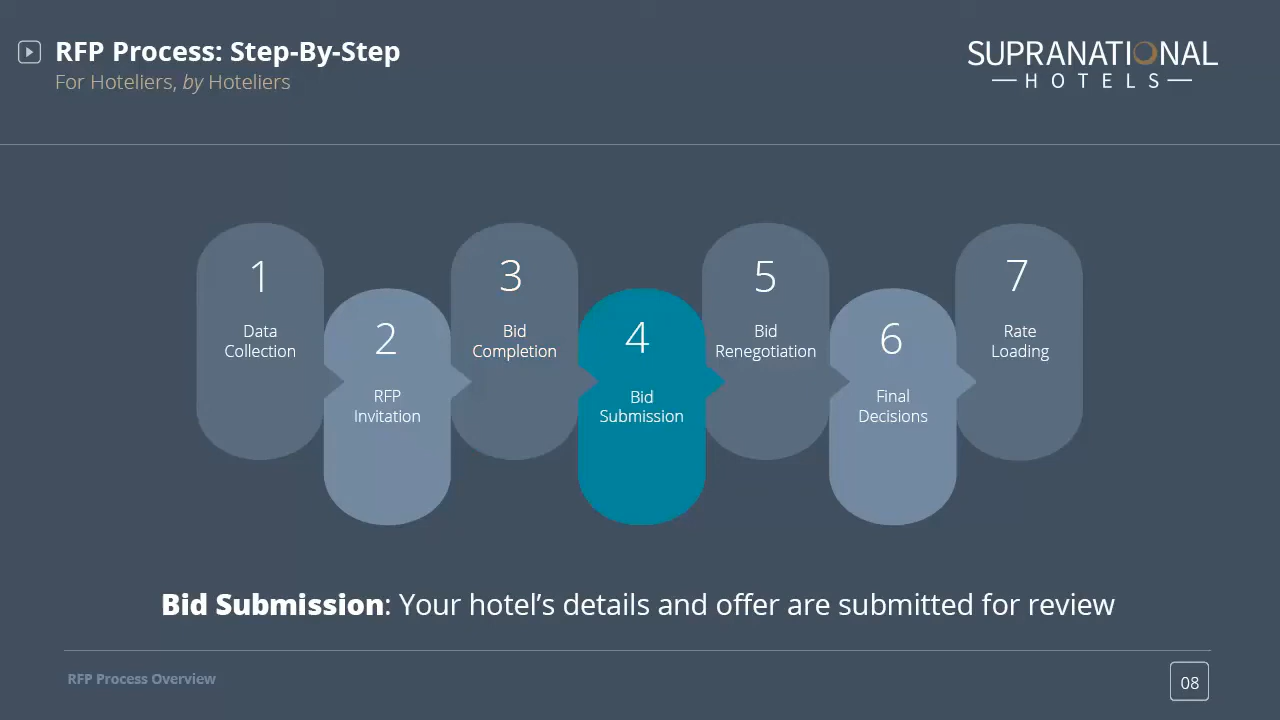 RFP Process: Step-By-Step
For Hoteliers, by Hoteliers
SUPRANATIONAL
HOTELS
1
Data
Collection
2
RFP
Invitation
3
Bid
Completion
4
Bid
Submission
5
Bid
Renegotiation
6
Final
Decisions
7
Rate
Loading
Bid Submission: Your hotel’s details and offer are submitted for review
RFP Process Overview
08